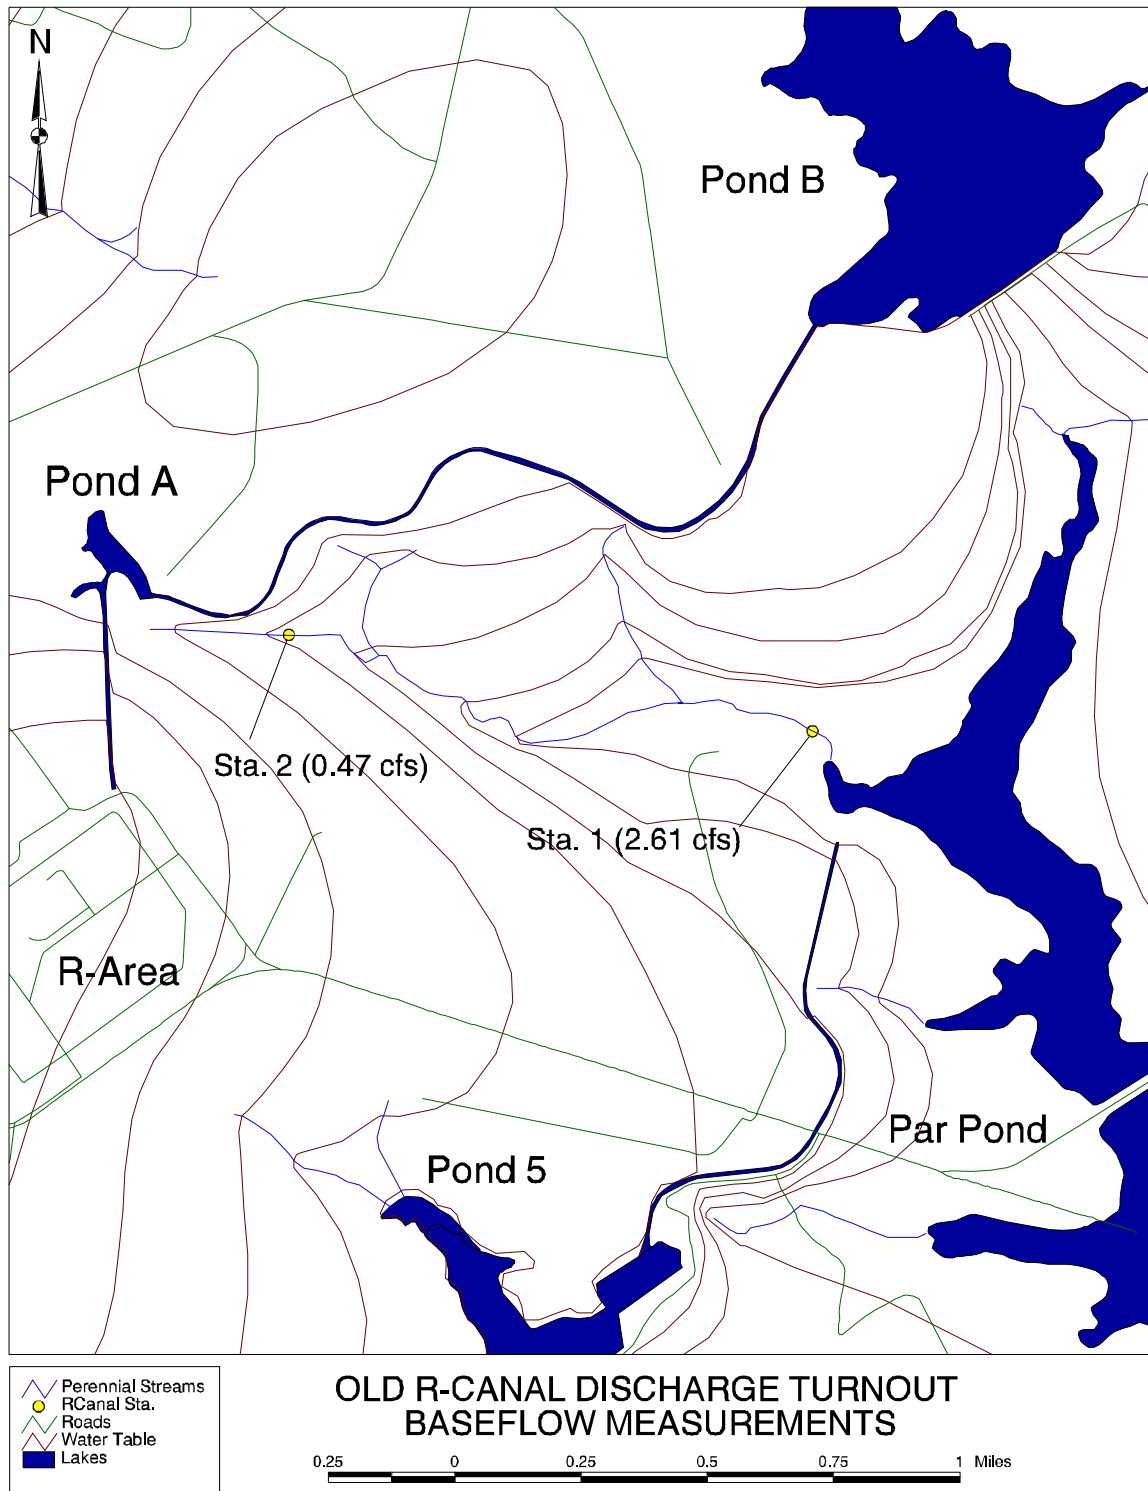 N
Pond B
Pond A
Sta. 2 (0.47 cfs)
Sta. 1 (2.61 cfs)
R-Area
Par Pond
Pond 5
Perennial Streams
RCanal Sta.
Roads
Water Table
Lakes
OLD R-CANAL DISCHARGE TURNOUT
BASEFLOW MEASUREMENTS
0.25 0 0.25 0.5 0.75 1 Miles